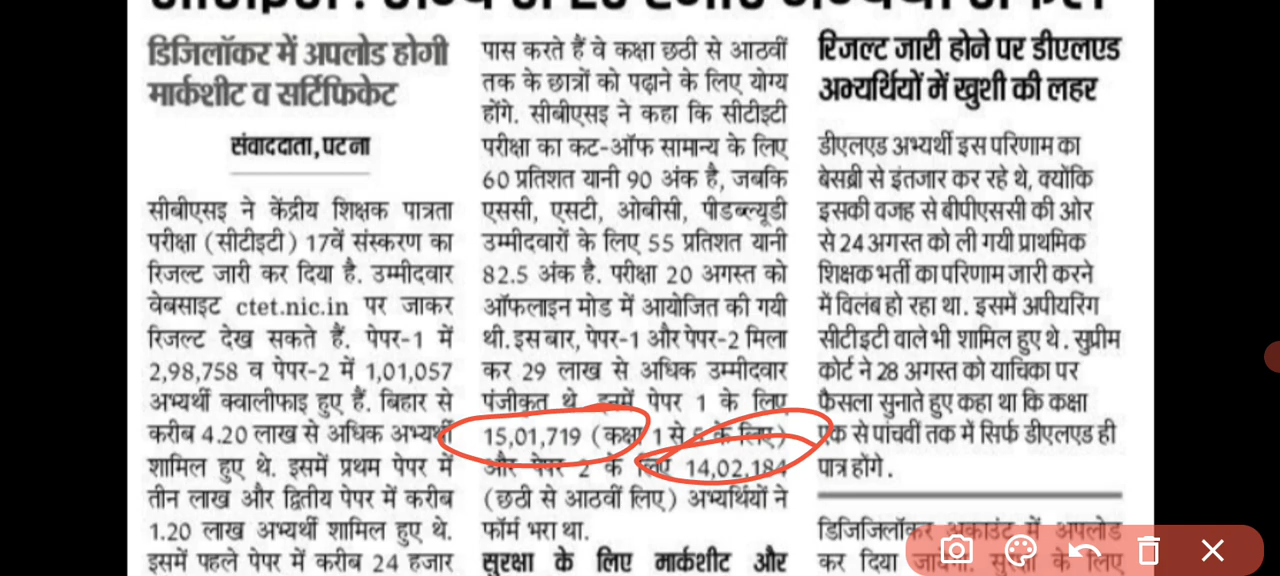 डिजिलॉकर में अपलोड होगी
मार्कशीट व सर्टिफिकेट
संवाददाता, पटना
सीबीएसइ ने केंद्रीय शिक्षक पात्रता
परीक्षा (सीटीइटी) 17वें संस्करण का
रिजल्ट जारी कर दिया है. उम्मीदवार
वेबसाइट ctet.nic.in पर जाकर
रिजल्ट देख सकते हैं. पेपर-1 में
2,98,758 व पेपर-2 में 1,01,057
अभ्यर्थी क्वालीफाइ हुए हैं. बिहार से
करीब 4.20 लाख से अधिक अभ्यर्थी
शामिल हुए थे. इसमें प्रथम पेपर में
तीन लाख और द्वितीय पेपर में करीब
1.20 लाख अभ्यर्थी शामिल हुए थे.
इसमें पहले पेपर में करीब 24 हजार
पास करते हैं वे कक्षा छठी से आठवीं
तक के छात्रों को पढ़ाने के लिए योग्य
होंगे. सीबीएसइ ने कहा कि सीटीइटी
परीक्षा का कट-ऑफ सामान्य के लिए
60 प्रतिशत यानी 90 अंक है, जबकि
एससी, एसटी, ओबीसी, पीडब्ल्यूडी
उम्मीदवारों के लिए 55 प्रतिशत यानी
82.5 अंक है. परीक्षा 20 अगस्त को
ऑफलाइन मोड में आयोजित की गयी
थी. इस बार, पेपर-1 और पेपर-2 मिला
कर 29 लाख से अधिक उम्मीदवार
पंजीकृत थे. इनमें पेपर 1 के लिए
15,01,719 (कक्षा 1 से 5 के लिए)
और पेपर 2 के लिए 14,02,184
(छठी से आठवीं लिए) अभ्यर्थियों ने
फॉर्म भरा था.
सुरक्षा के लिए मार्कशीट और
रिजल्ट जारी होने पर डीएलएड
अभ्यर्थियों में खुशी की लहर
डीएलएड अभ्यर्थी इस परिणाम का
बेसब्री से इंतजार कर रहे थे, क्योंकि
इसकी वजह से बीपीएससी की ओर
से 24 अगस्त को ली गयी प्राथमिक
शिक्षक भर्ती का परिणाम जारी करने
में विलंब हो रहा था. इसमें अपीयरिंग
सीटीइटी वाले भी शामिल हुए थे. सुप्रीम
कोर्ट ने 28 अगस्त को याचिका पर
फैसला सुनाते हुए कहा था कि कक्षा
एक से पांचवीं तक में सिर्फ डीएलएड ही
पात्र होंगे.
डिजिजिलॉकर अकाउंट में अपलोड
कर दिया जायेगा. सुरक्षा के लिए